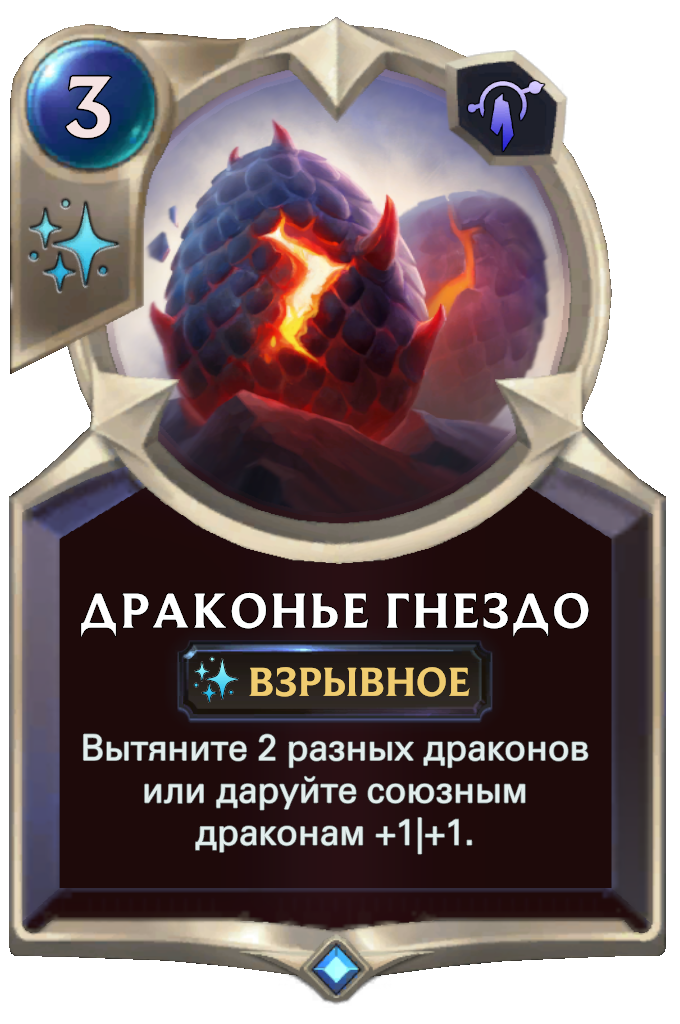 3
ДРАКОНЬЕ ГНЕЗДО
ВЗРЫВНОЕ
Вытяните 2 разных драконов
или даруйте союзным
драконам +1|+1.